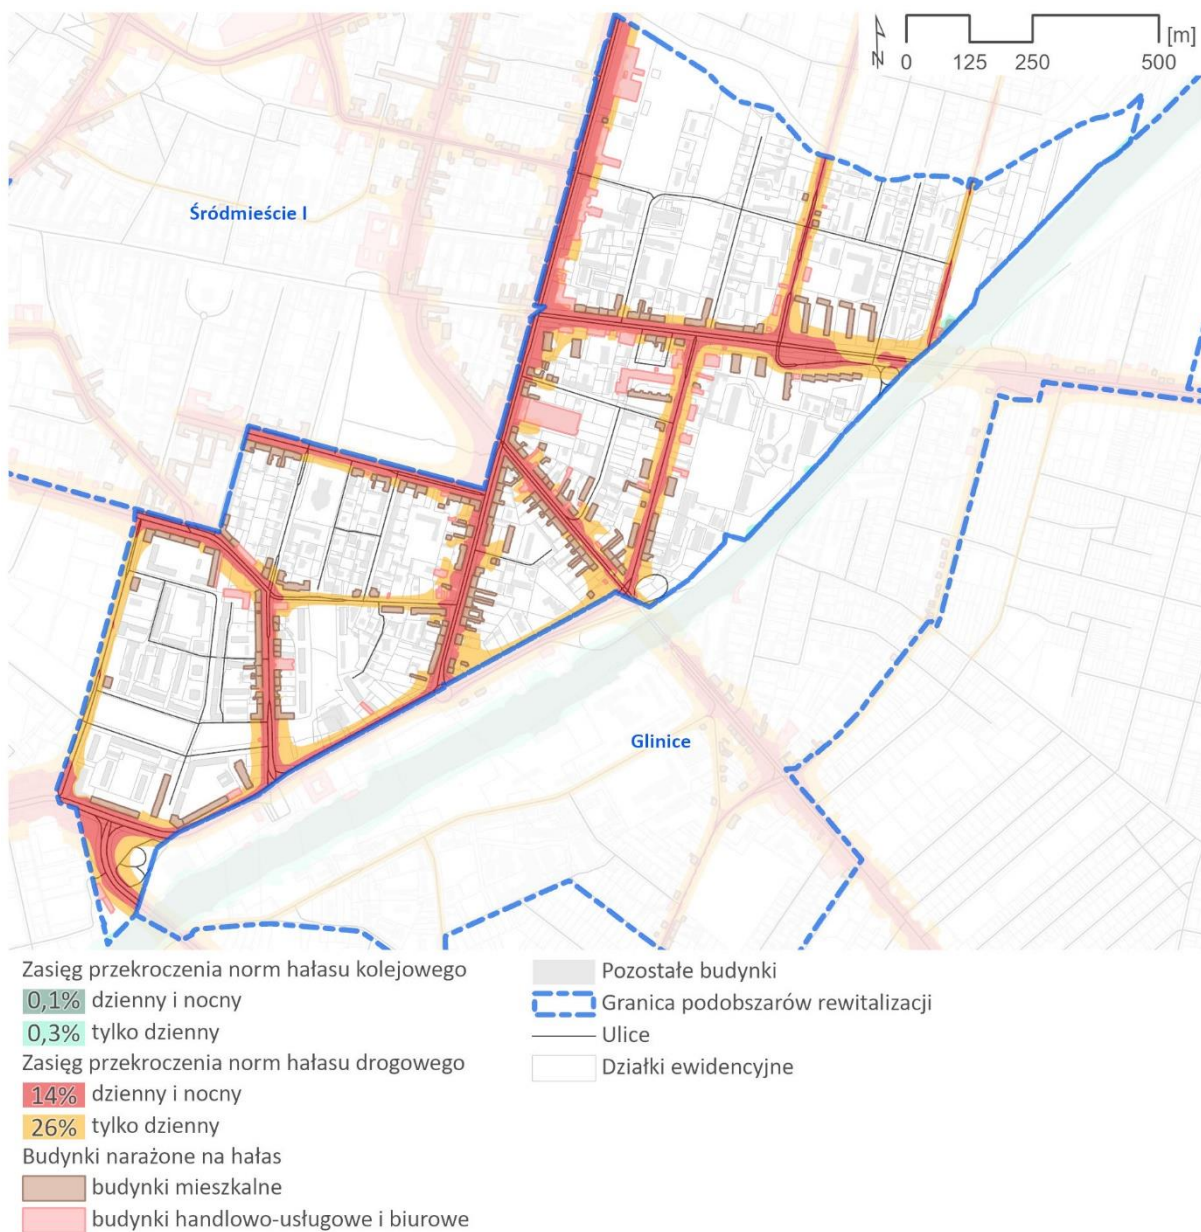 [m]
N 0 125 250 500
Śródmieście I
Glinice
Zasięg przekroczenia norm hałasu kolejowego
0,1% dzienny i nocny
0,3% tylko dzienny
Zasięg przekroczenia norm hałasu drogowego
14% dzienny i nocny
26% tylko dzienny
Budynki narażone na hałas
budynki mieszkalne
budynki handlowo-usługowe i biurowe
Pozostałe budynki
Granica podobszarów rewitalizacji
Ulice
Działki ewidencyjne